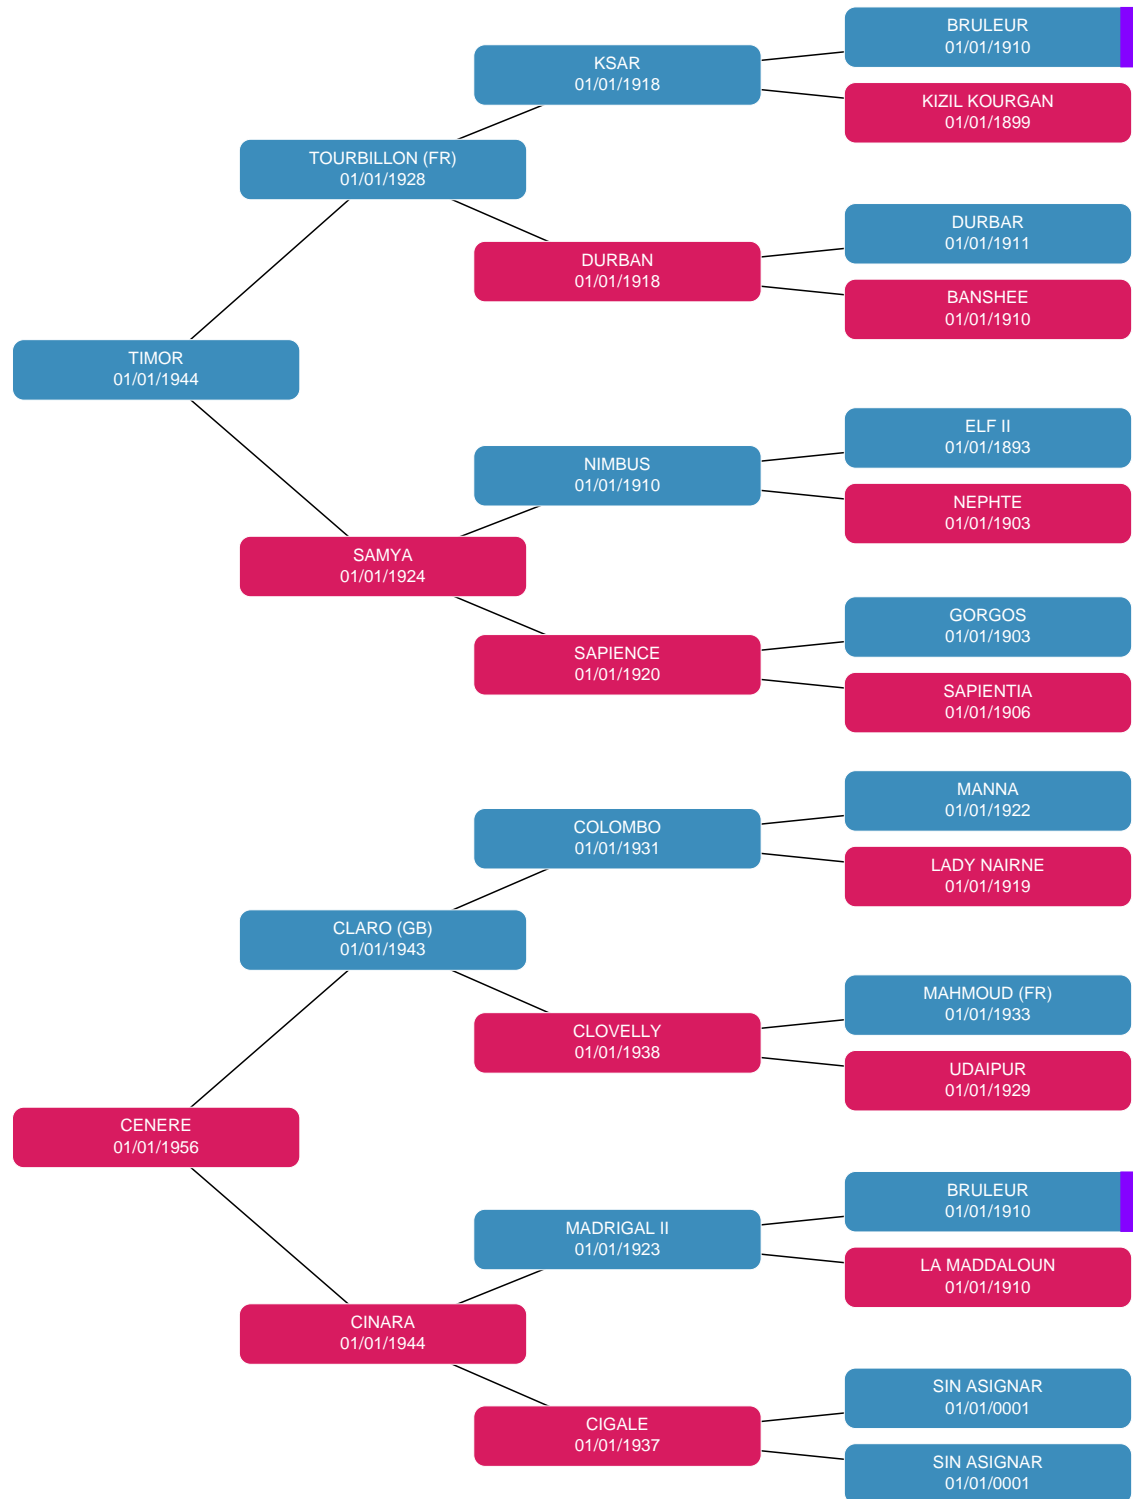 BRULEUR
01/01/1910
KSAR
01/01/1918
KIZIL KOURGAN
01/01/1899
TOURBILLON (FR)
01/01/1928
DURBAR
01/01/1911
DURBAN
01/01/1918
BANSHEE
01/01/1910
TIMOR
01/01/1944
ELF II
01/01/1893
NIMBUS
01/01/1910
NEPHTE
01/01/1903
SAMYA
01/01/1924
GORGOS
01/01/1903
SAPIENCE
01/01/1920
SAPIENTIA
01/01/1906
MANNA
01/01/1922
COLOMBO
01/01/1931
LADY NAIRNE
01/01/1919
CLARO (GB)
01/01/1943
MAHMOUD (FR)
01/01/1933
CLOVELLY
01/01/1938
UDAIPUR
01/01/1929
CENERE
01/01/1956
BRULEUR
01/01/1910
MADRIGAL II
01/01/1923
LA MADDALOUN
01/01/1910
CINARA
01/01/1944
SIN ASIGNAR
01/01/0001
CIGALE
01/01/1937
SIN ASIGNAR
01/01/0001